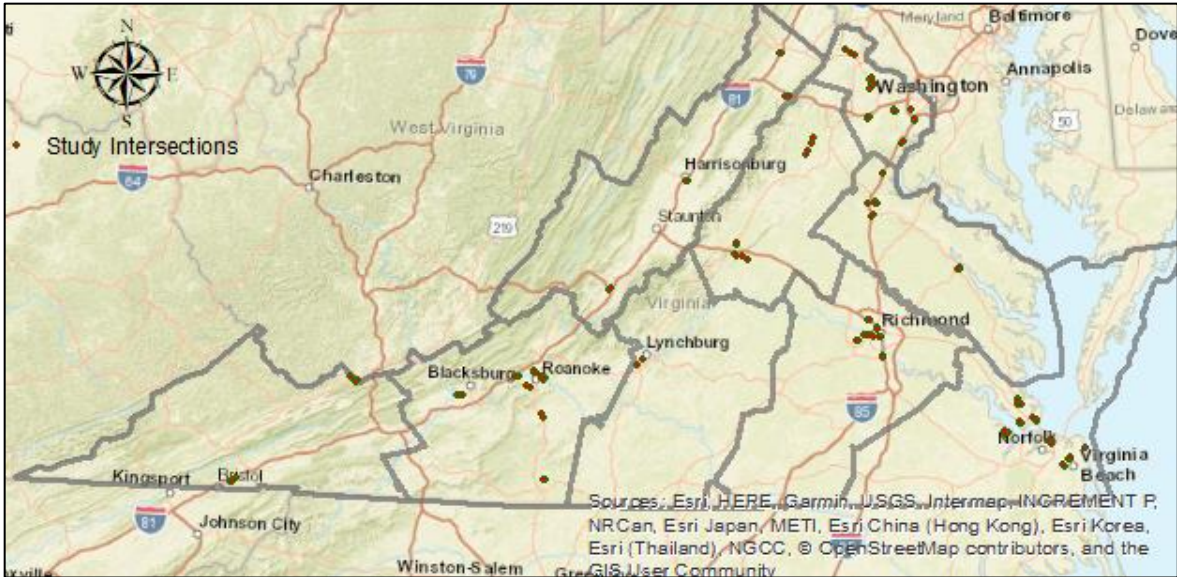 ti
Maryland
Baltimore
Dove
N
W E
S
79
81
Washington
Annapolis
Delaware
50
West Virginia
Study Intersections
64
Charleston
Harrisonburg
219
Staunton
Virginia
Richmond
Lynchburg
Blacksburg
Roanoke
85
Norfolk
Virginia
Beach
Kingsport
Bristol
81
Johnson City
Winston-Salem
Sources: Esri, HERE, Garmin, USGS, Intermap, INCREMENT P,
NRCan, Esri Japan, METI, Esri China (Hong Kong), Esri Korea,
Esri (Thailand), NGCC, © OpenStreetMap contributors, and the
GIS User Community